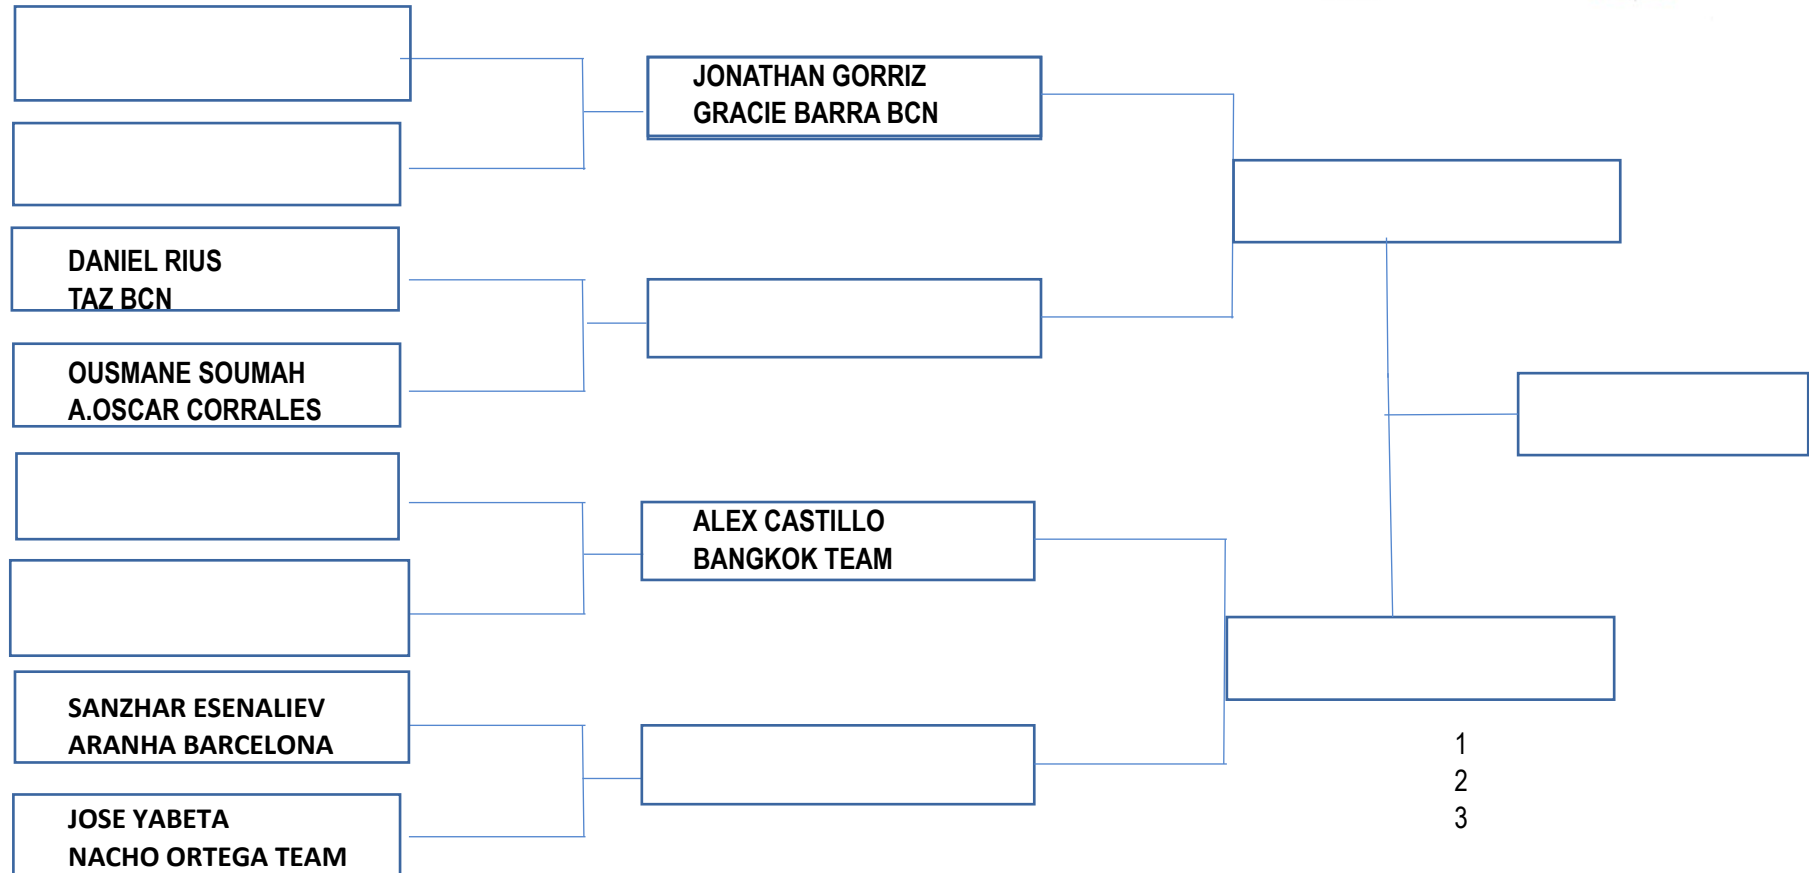 JONATHAN GORRIZ
GRACIE BARRA BCN
DANIEL RIUS
TAZ BCN
OUSMANE SOUMAH
A.OSCAR CORRALES
ALEX CASTILLO
BANGKOK TEAM
SANZHAR ESENALIEV
ARANHA BARCELONA
JOSE YABETA
NACHO ORTEGA TEAM
1
2
3